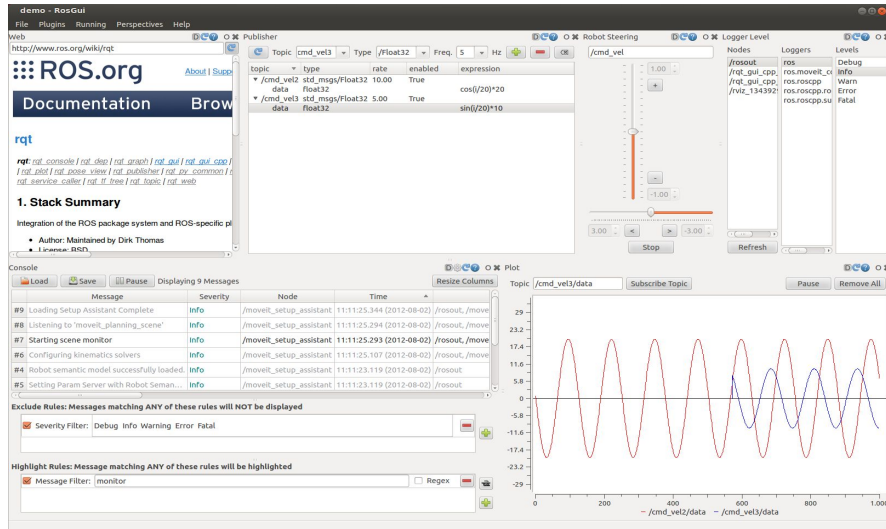 demo - RosGui
File Plugins Running Perspectives Help
Web
http://www.ros.org/wiki/rqt
ROS.org
About | Supp
Documentation Brow
rqt
rqt: rqt_console | rqt_dep | rqt_graph | rqt_gui | rqt_gui_cpp |
| rqt_plot | rqt_pose_view | rqt_publisher | rqt_py_common |
rqt_service_caller | rqt_tf_tree | rqt_topic | rqt_web
1. Stack Summary
Integration of the ROS package system and ROS-specific pl
Author: Maintained by Dirk Thomas
License: BSD
Publisher
Topic cmd_vel3 Type /Float32 Freq. 5 Hz
topic type rate enabled expression
/cmd_vel2 std_msgs/Float32 10.00 True
data float32 cos(i/20)*20
/cmd_vel3 std_msgs/Float32 5.00 True
data float32 sin(i/20)*10
Robot Steering
/cmd_vel
1.00
+
-
-1.00
3.00 < > -3.00
Stop
Logger Level
Nodes Loggers Levels
/rosout ros Debug
/rqt_gui_cpp_ ros.moveit_co Info
/rqt_gui_cpp_ ros.roscpp Warn
/rviz_1343929 ros.roscpp.ro Error
ros.roscpp.su Fatal
Refresh
Console
Load Save Pause Displaying 9 Messages Resize Columns
Message Severity Node Time
#9 Loading Setup Assistant Complete Info /moveit_setup_assistant 11:11:25.344 (2012-08-02) /rosout, /move
#8 Listening to 'moveit_planning_scene' Info /moveit_setup_assistant 11:11:25.294 (2012-08-02) /rosout, /move
#7 Starting scene monitor Info /moveit_setup_assistant 11:11:25.293 (2012-08-02) /rosout, /move
#6 Configuring kinematics solvers Info /moveit_setup_assistant 11:11:25.107 (2012-08-02) /rosout, /move
#4 Robot semantic model successfully loaded. Info /moveit_setup_assistant 11:11:23.119 (2012-08-02) /rosout
#5 Setting Param Server with Robot Seman... Info /moveit_setup_assistant 11:11:23.119 (2012-08-02) /rosout
Exclude Rules: Messages matching ANY of these rules will NOT be displayed
Severity Filter: Debug Info Warning Error Fatal
Highlight Rules: Message matching ANY of these rules will be highlighted
Message Filter: monitor Regex
Plot
Topic /cmd_vel3/data Subscribe Topic Pause Remove All
29
23.2
17.4
11.6
5.8
0
-5.8
-11.6
-17.4
-23.2
-29
0 200 400 600 800 1.000
/cmd_vel2/data /cmd_vel3/data